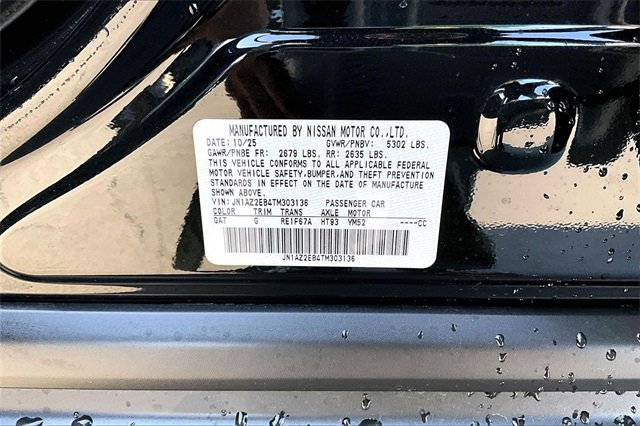 MANUFACTURED BY NISSAN MOTOR CO.,LTD.
DATE: 10/25 GVWR/PNBV: 5302 LBS.
GAWR/PNBE FR: 2679 LBS. RR: 2635 LBS.
THIS VEHICLE CONFORMS TO ALL APPLICABLE FEDERAL
MOTOR VEHICLE SAFETY,BUMPER,AND THEFT PREVENTION
STANDARDS IN EFFECT ON THE DATE OF MANUFACTURE
SHOWN ABOVE.
VIN: JN1AZ2EB4TM303136 PASSENGER CAR
COLOR TRIM TRANS AXLE MOTOR
GAT G RE1F67A HT93 YM52 ----CC
JN1AZ2EB4TM303136